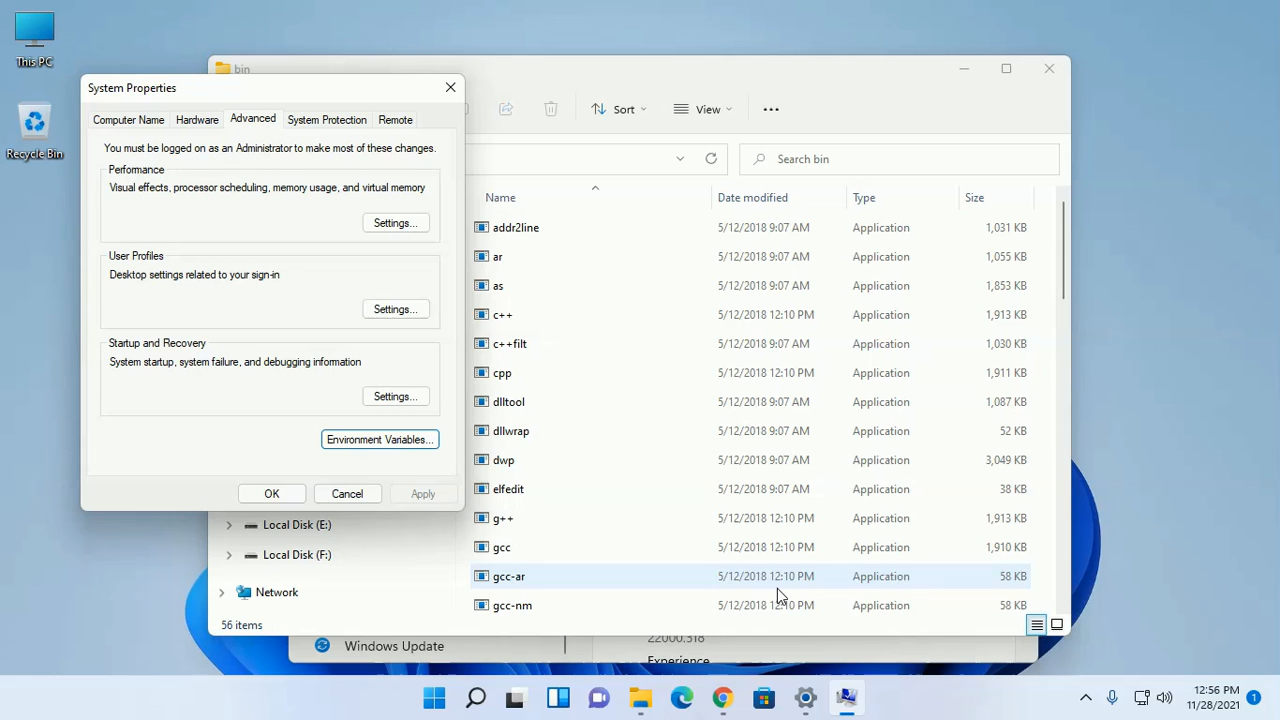 This PC
Recycle Bin
bin
System Properties
Computer Name Hardware Advanced System Protection Remote
You must be logged on as an Administrator to make most of these changes.
Performance
Visual effects, processor scheduling, memory usage, and virtual memory
Settings...
User Profiles
Desktop settings related to your sign-in
Settings...
Startup and Recovery
System startup, system failure, and debugging information
Settings...
Environment Variables...
OK Cancel Apply
Sort View
Search bin
Name Date modified Type Size
addr2line 5/12/2018 9:07 AM Application 1,031 KB
ar 5/12/2018 9:07 AM Application 1,055 KB
as 5/12/2018 9:07 AM Application 1,853 KB
c++ 5/12/2018 12:10 PM Application 1,913 KB
c++filt 5/12/2018 9:07 AM Application 1,030 KB
cpp 5/12/2018 12:10 PM Application 1,911 KB
dlltool 5/12/2018 9:07 AM Application 1,087 KB
dllwrap 5/12/2018 9:07 AM Application 52 KB
dwp 5/12/2018 9:07 AM Application 3,049 KB
elfedit 5/12/2018 9:07 AM Application 38 KB
g++ 5/12/2018 12:10 PM Application 1,913 KB
gcc 5/12/2018 12:10 PM Application 1,910 KB
gcc-ar 5/12/2018 12:10 PM Application 58 KB
gcc-nm 5/12/2018 12:10 PM Application 58 KB
Local Disk (E:)
Local Disk (F:)
Network
56 items
Windows Update
22000.318
Experience
12:56 PM
11/28/2021
1